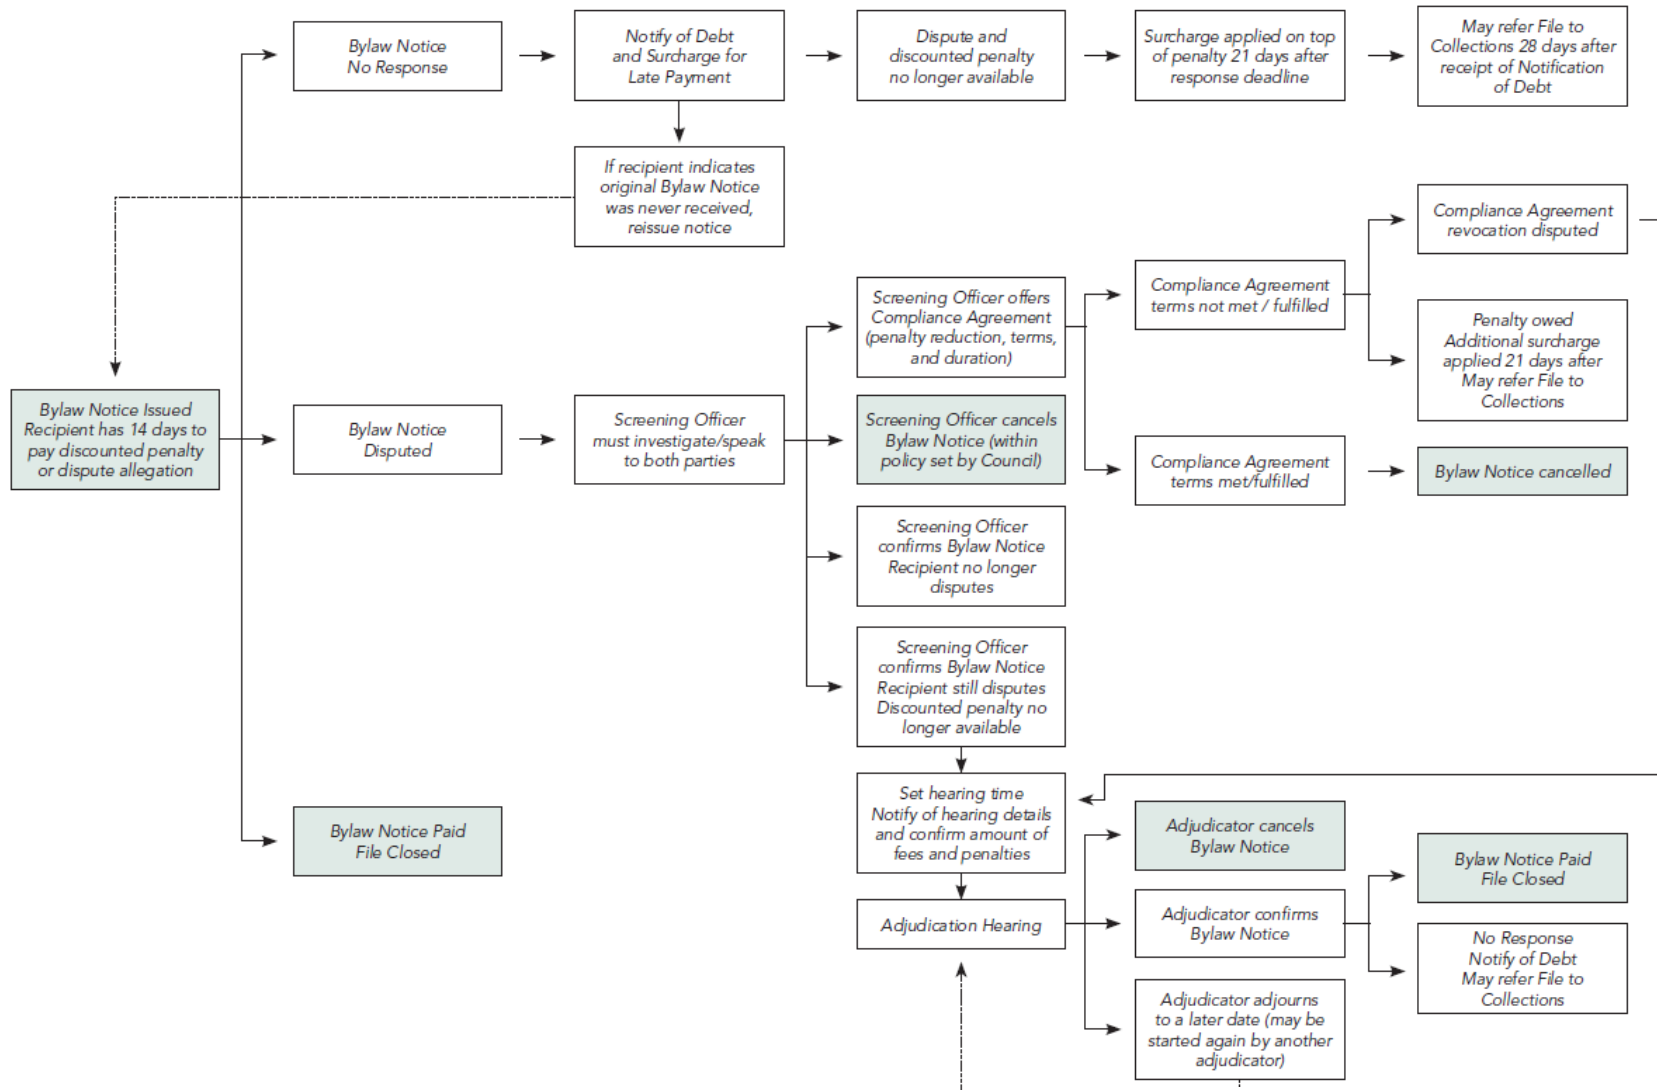 Bylaw Notice
No Response
Notify of Debt
and Surcharge for
Late Payment
Dispute and
discounted penalty
no longer available
Surcharge applied on top
of penalty 21 days after
response deadline
May refer File to
Collections 28 days after
receipt of Notification
of Debt
If recipient indicates
original Bylaw Notice
was never received,
reissue notice
Compliance Agreement
revocation disputed
Screening Officer offers
Compliance Agreement
(penalty reduction, terms,
and duration)
Compliance Agreement
terms not met / fulfilled
Penalty owed
Additional surcharge
applied 21 days after
May refer File to
Collections
Bylaw Notice Issued
Recipient has 14 days to
pay discounted penalty
or dispute allegation
Bylaw Notice
Disputed
Screening Officer
must investigate/speak
to both parties
Screening Officer cancels
Bylaw Notice (within
policy set by Council)
Compliance Agreement
terms met/fulfilled
Bylaw Notice cancelled
Screening Officer
confirms Bylaw Notice
Recipient no longer
disputes
Screening Officer
confirms Bylaw Notice
Recipient still disputes
Discounted penalty no
longer available
Bylaw Notice Paid
File Closed
Set hearing time
Notify of hearing details
and confirm amount of
fees and penalties
Adjudicator cancels
Bylaw Notice
Bylaw Notice Paid
File Closed
Adjudication Hearing
Adjudicator confirms
Bylaw Notice
No Response
Notify of Debt
May refer File to
Collections
Adjudicator adjourns
to a later date (may be
started again by another
adjudicator)